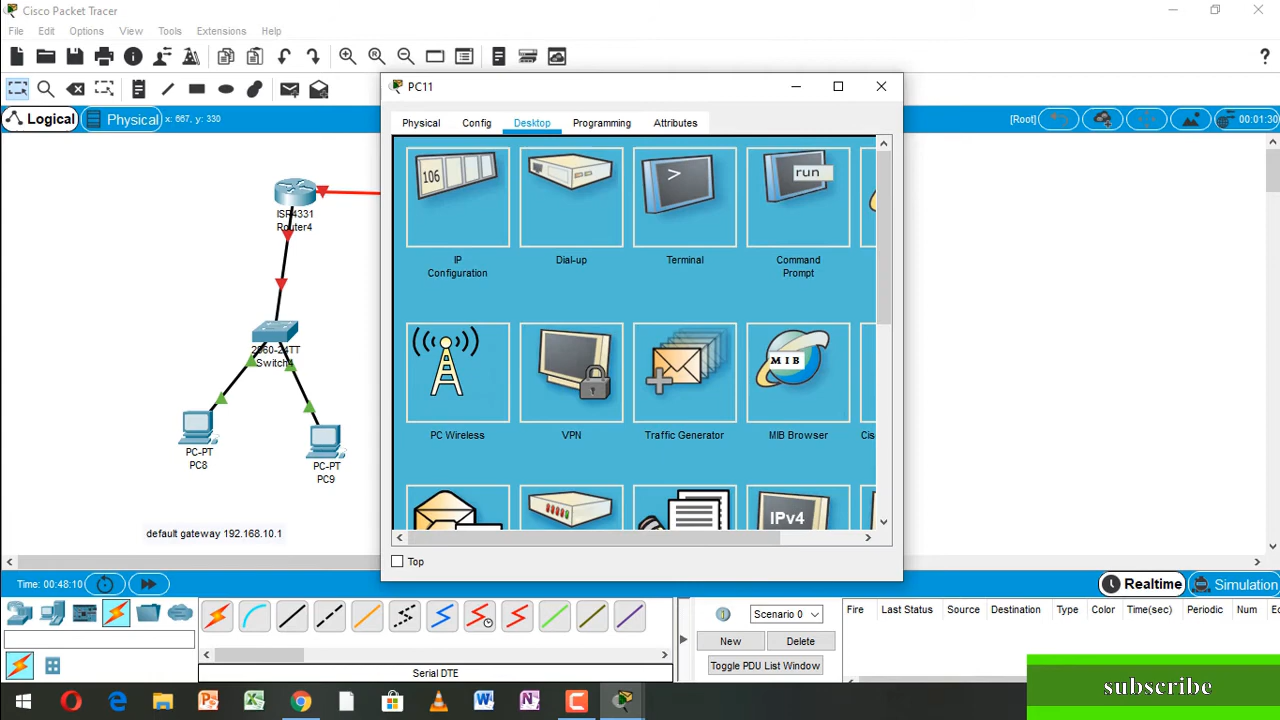 Cisco Packet Tracer
File Edit Options View Tools Extensions Help
PC11
Logical Physical x: 667, y: 330 [Root] 00:01:30
Physical Config Desktop Programming Attributes
106
>
run
IP Configuration
Dial-up
Terminal
Command Prompt
ISR4331
Router4
2960-24TT
Switch4
PC-PT
PC8
PC-PT
PC9
MIB
PC Wireless
VPN
Traffic Generator
MIB Browser
Cis
IPv4
default gateway 192.168.10.1
Top
Time: 00:48:10
Realtime Simulation
Scenario 0
New Delete
Toggle PDU List Window
Fire Last Status Source Destination Type Color Time(sec) Periodic Num
Serial DTE
subscribe